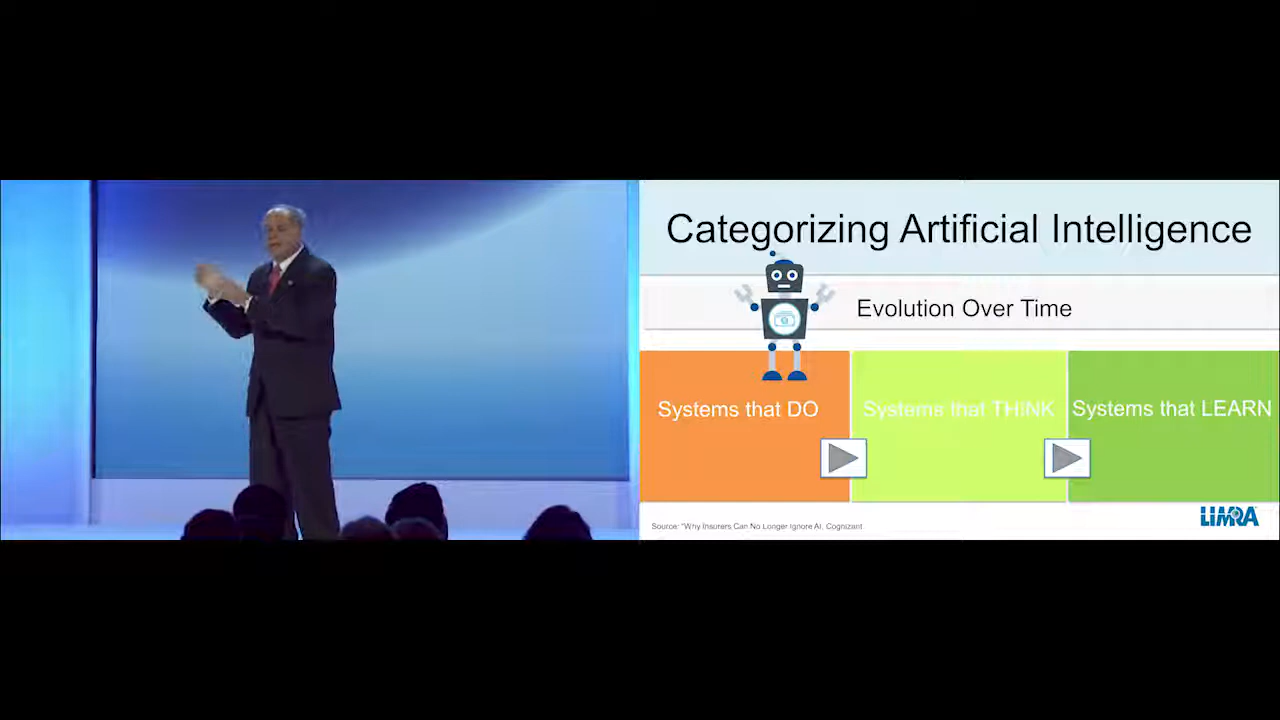 Categorizing Artificial Intelligence
Evolution Over Time
Systems that DO
Systems that THINK
Systems that LEARN
Source: "Why Insurers Can No Longer Ignore AI, Cognizant
LIMRA